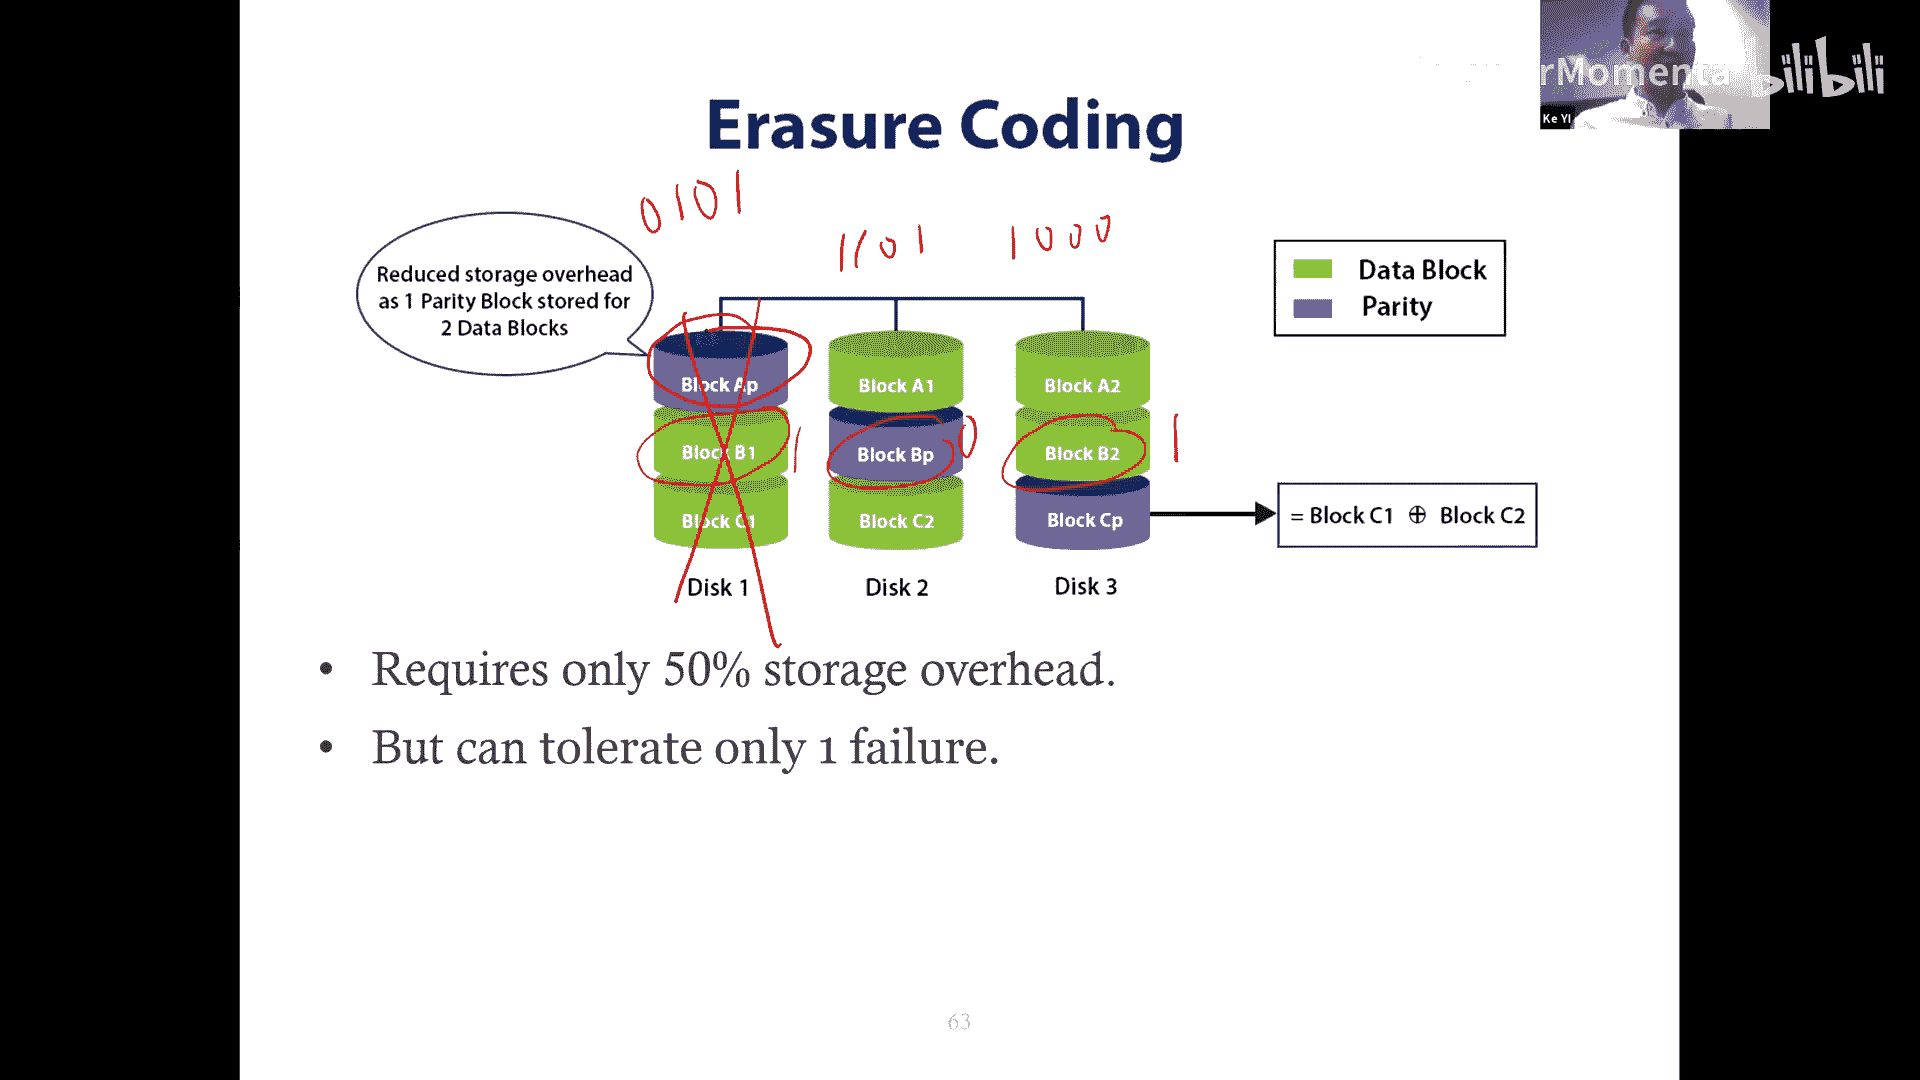 rMomenta
bilibili
Ke YI
Erasure Coding
0101
1101
1000
Reduced storage overhead
as 1 Parity Block stored for
2 Data Blocks
Data Block
Parity
Block Ap
Block A1
Block A2
Block B1
1
Block Bp
0
Block B2
1
Block C1
Block C2
Block Cp
= Block C1 ⊕ Block C2
Disk 1
Disk 2
Disk 3
• Requires only 50% storage overhead.
• But can tolerate only 1 failure.
63